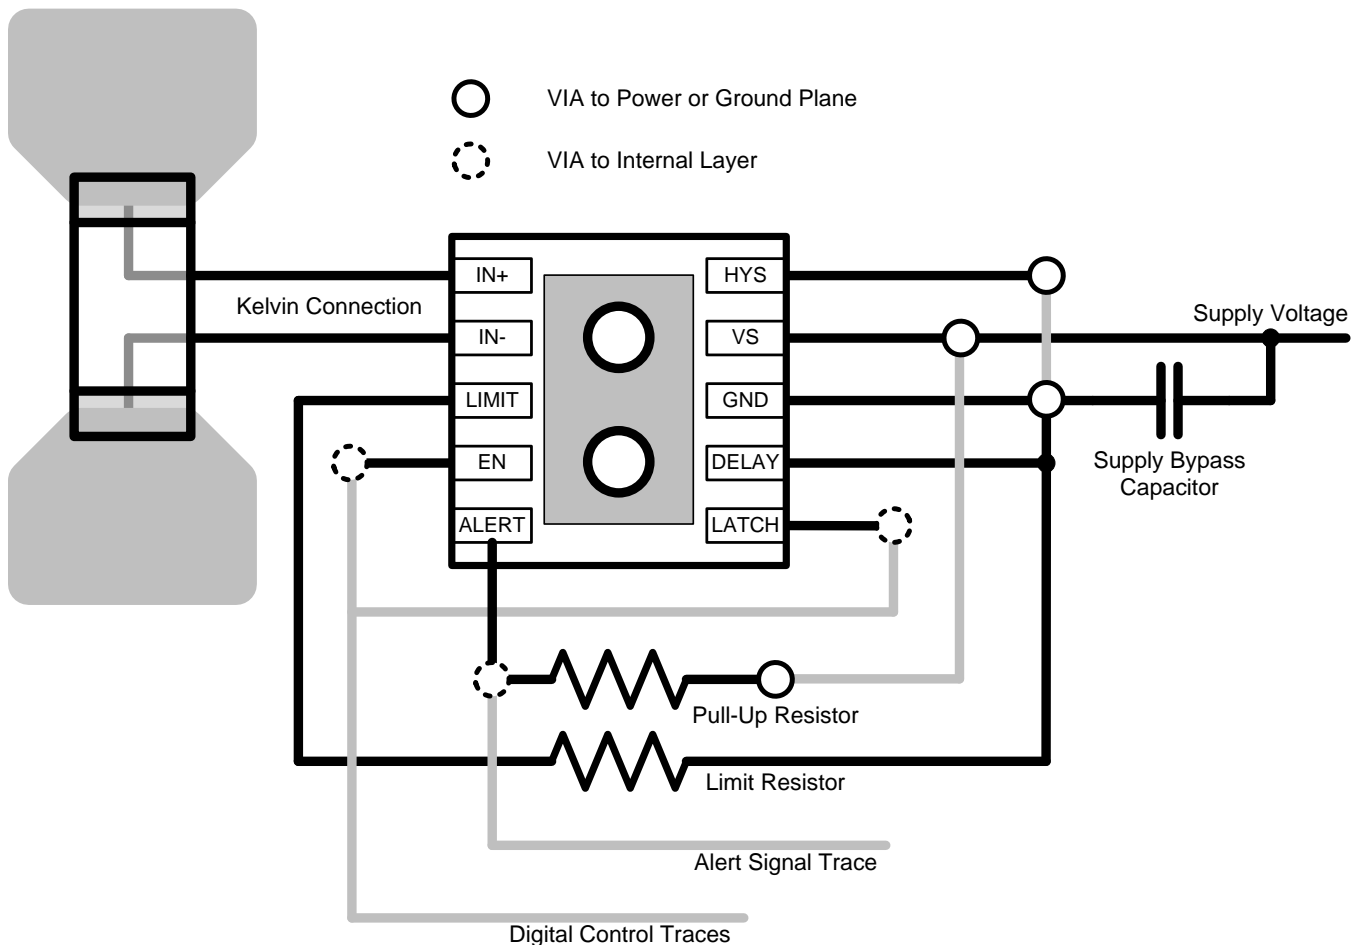 VIA to Power or Ground Plane
VIA to Internal Layer
IN+
HYS
Kelvin Connection
Supply Voltage
IN-
VS
LIMIT
GND
EN
DELAY
Supply Bypass
Capacitor
ALERT
LATCH
Pull-Up Resistor
Limit Resistor
Alert Signal Trace
Digital Control Traces